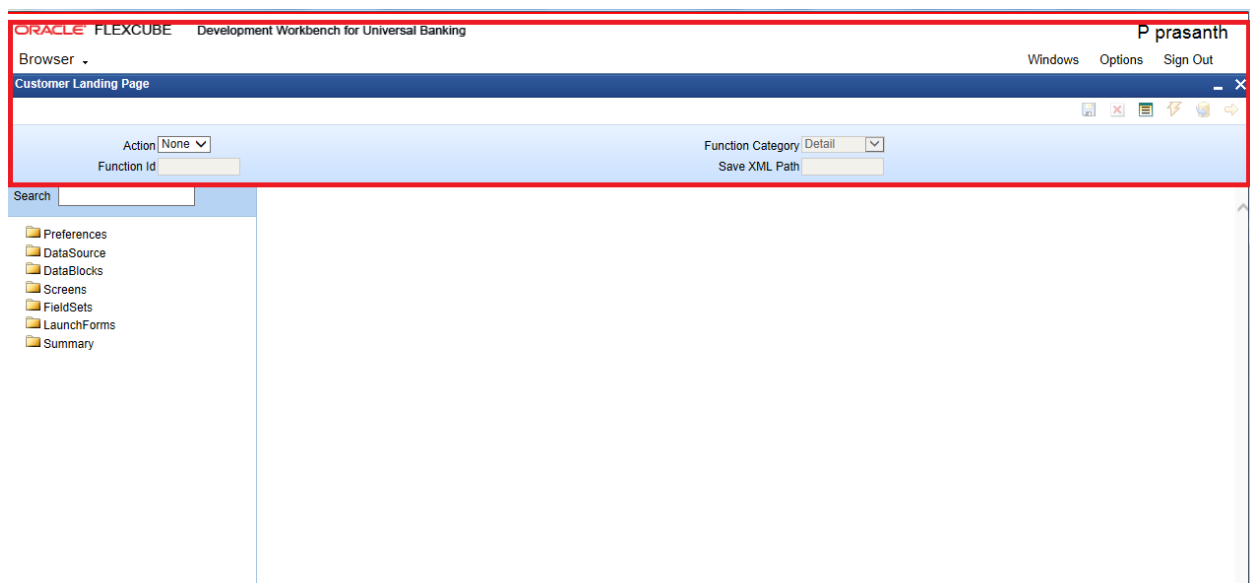 ORACLE FLEXCUBE Development Workbench for Universal Banking P prasanth
Browser Windows Options Sign Out
Customer Landing Page
Action None Function Category Detail
Function Id Save XML Path
Search
Preferences
DataSource
DataBlocks
Screens
FieldSets
LaunchForms
Summary